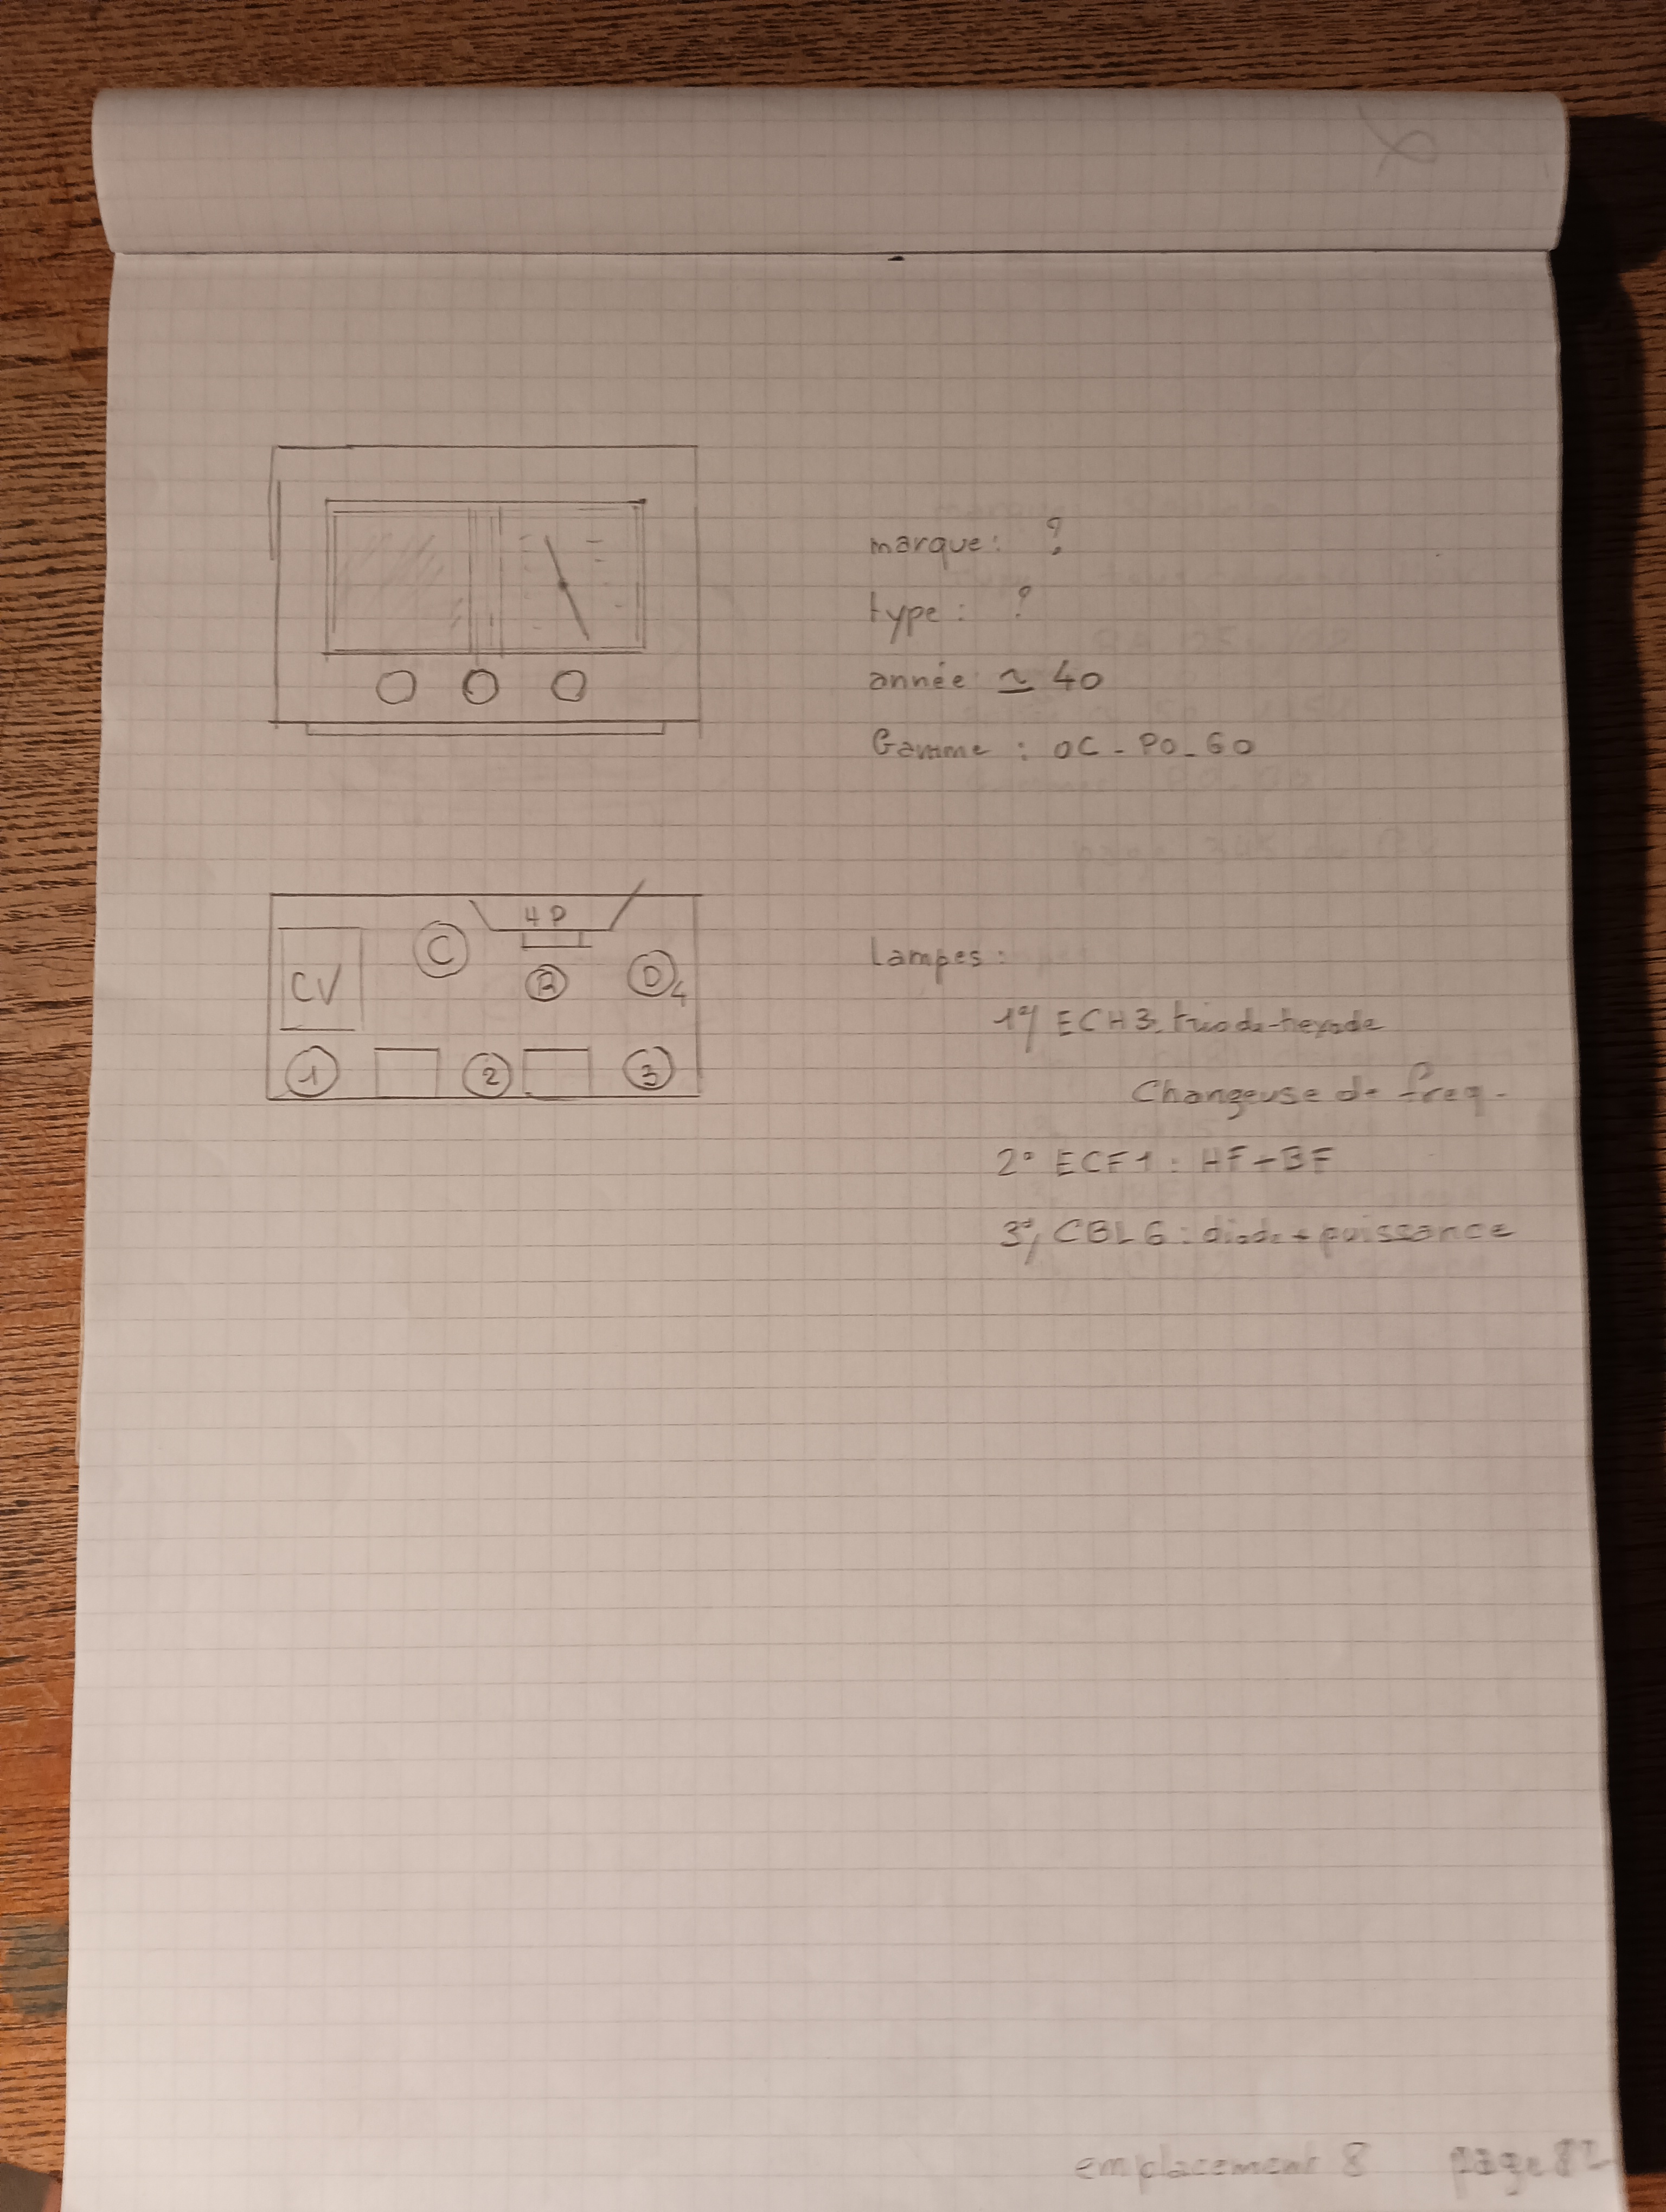 marque : ?
type : ?
année ≃ 40
Gamme : OC - PO - GO
HP
C
CV
R
D
4
1
2
3
Lampes :
1°/ ECH3 triode-hexode
Changeuse de freq.
2° ECF1 : HF + BF
3°/ CBL6 : diode + puissance
emplacement 8 page 82